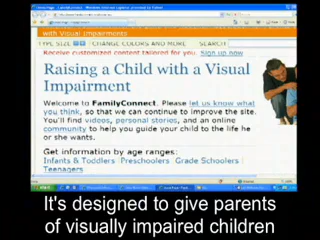 with Visual Impairments
TYPE SIZE CHANGE COLORS AND MORE SEARCH
Receive customized content tailored for you. Sign up now
Raising a Child with a Visual
Impairment
Welcome to FamilyConnect. Please let us know what
you think, so that we can continue to improve the site.
You'll find videos, personal stories, and an online
community to help you guide your child to the life he
or she wants.
Get information by age ranges:
Infants & Toddlers Preschoolers Grade Schoolers
Teenagers
It's designed to give parents
of visually impaired children